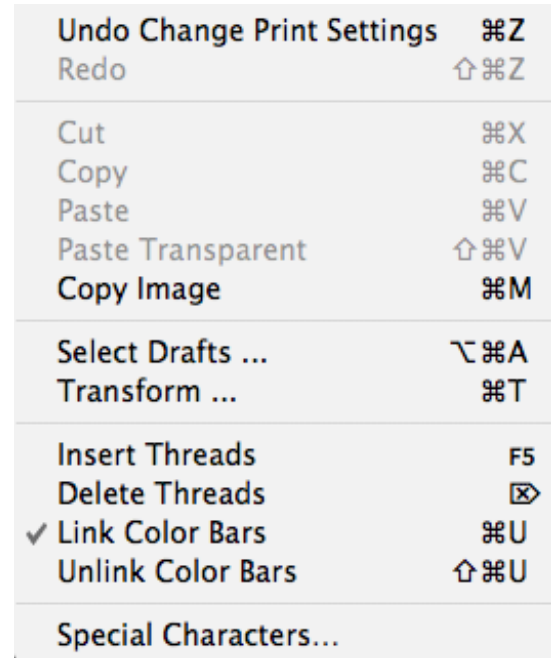 Undo Change Print Settings ⌘Z
Redo ⇧⌘Z
Cut ⌘X
Copy ⌘C
Paste ⌘V
Paste Transparent ⇧⌘V
Copy Image ⌘M
Select Drafts ... ⌥⌘A
Transform ... ⌘T
Insert Threads F5
Delete Threads ⌦
✓ Link Color Bars ⌘U
Unlink Color Bars ⇧⌘U
Special Characters...